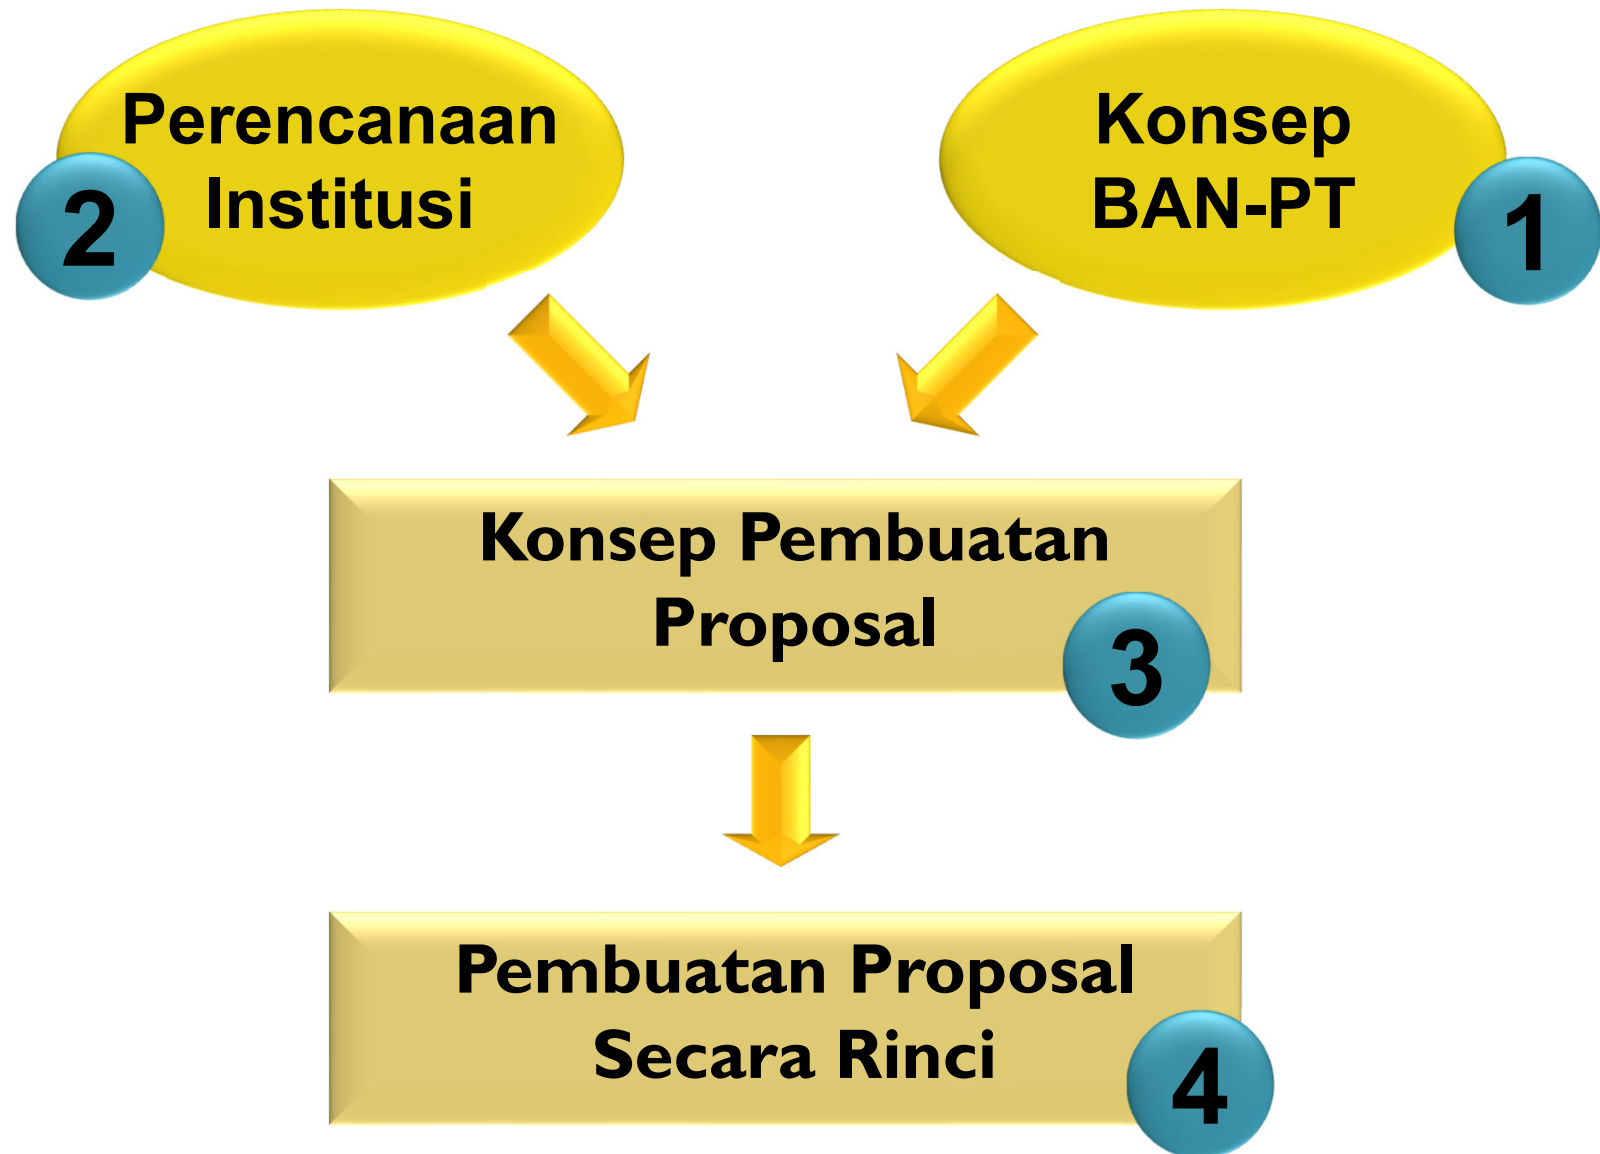 Perencanaan
Institusi
2
Konsep
BAN-PT
1
Konsep Pembuatan
Proposal
3
Pembuatan Proposal
Secara Rinci
4